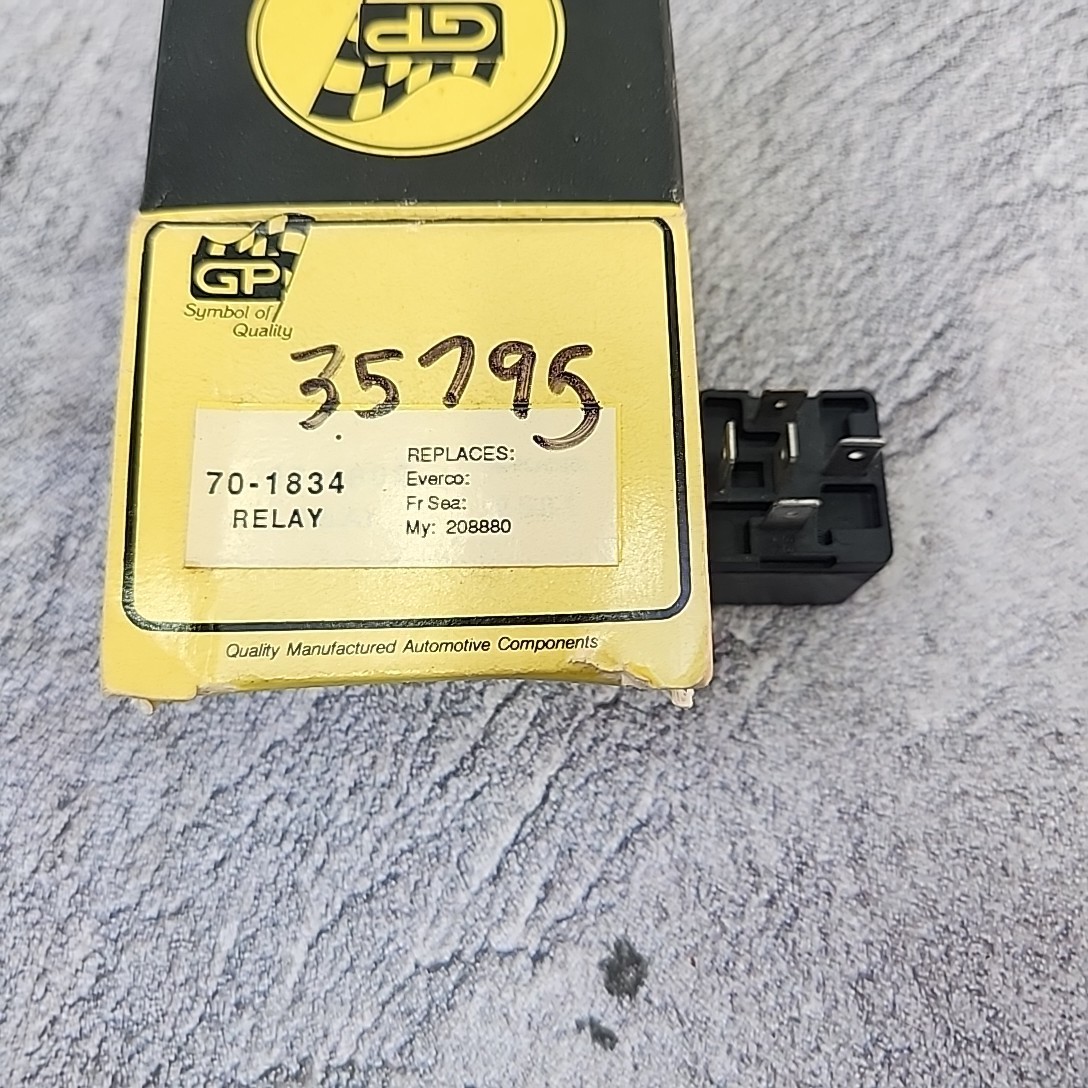 GP
GP
Symbol of
Quality
35795
70-1834
RELAY
REPLACES:
Everco:
Fr Sea:
My: 208880
Quality Manufactured Automotive Components